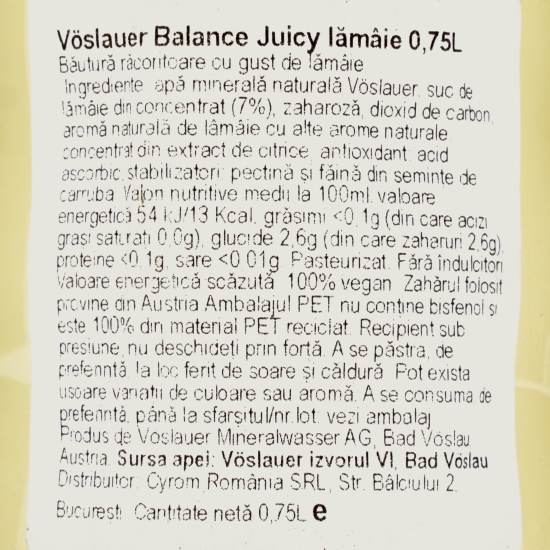 Vöslauer Balance Juicy lămâie 0,75L
Băutură răcoritoare cu gust de lămâie.
Ingrediente: apă minerală naturală Vöslauer, suc de
lămâie din concentrat (7%), zaharoză, dioxid de carbon,
aromă naturală de lămâie cu alte arome naturale,
concentrat din extract de citrice, antioxidant: acid
ascorbic, stabilizatori: pectină și făină din semințe de
carruba. Valori nutritive medii la 100ml: valoare
energetică 54 kJ/13 Kcal, grăsimi <0,1g (din care acizi
grași saturați 0,0g), glucide 2,6g (din care zaharuri 2,6g),
proteine <0,1g, sare <0,01g. Pasteurizat. Fără îndulcitori.
Valoare energetică scăzută. 100% vegan. Zahărul folosit
provine din Austria. Ambalajul PET nu conține bisfenol și
este 100% din material PET reciclat. Recipient sub
presiune, nu deschideți prin forță. A se păstra, de
preferință, la loc ferit de soare și căldură. Pot exista
ușoare variații de culoare sau aromă. A se consuma de
preferință, până la sfârșitul/nr.lot: vezi ambalaj.
Produs de Vöslauer Mineralwasser AG, Bad Vöslau,
Austria. Sursa apei: Vöslauer izvorul VI, Bad Vöslau
Distribuitor: Cyrom România SRL, Str. Bâlciului 2,
București. Cantitate netă 0,75L e